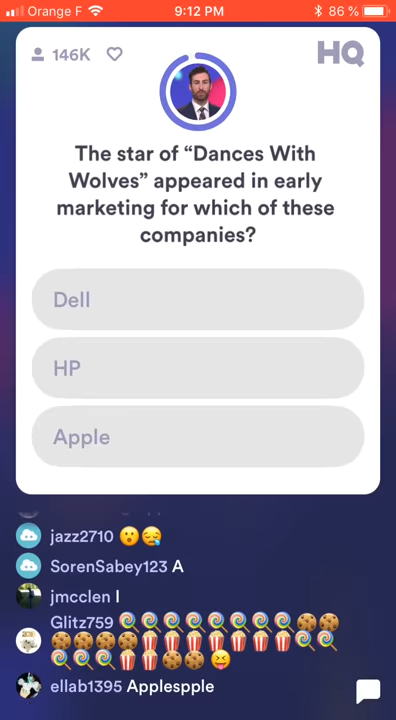 Orange F 9:12 PM 86 %
146K HQ
The star of “Dances With
Wolves” appeared in early
marketing for which of these
companies?
Dell
HP
Apple
jazz2710 😮😪
SorenSabey123 A
jmcclen I
Glitz759 🍭🍭🍭🍭🍭🍭🍭🍭🍪🍪
🍪🍪🍪🍪🍿🍿🍿🍿🍿🍿🍿🍭🍭
🍭🍭🍭🍿🍿🍪🍪😝
ellab1395 Applespple